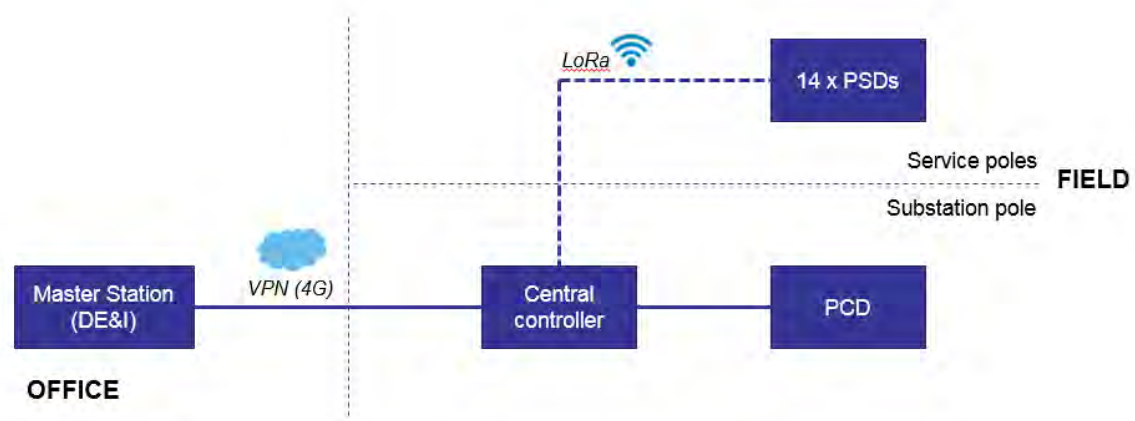 LoRa
14 x PSDs
Service poles
FIELD
Substation pole
VPN (4G)
Master Station
(DE&I)
Central
controller
PCD
OFFICE